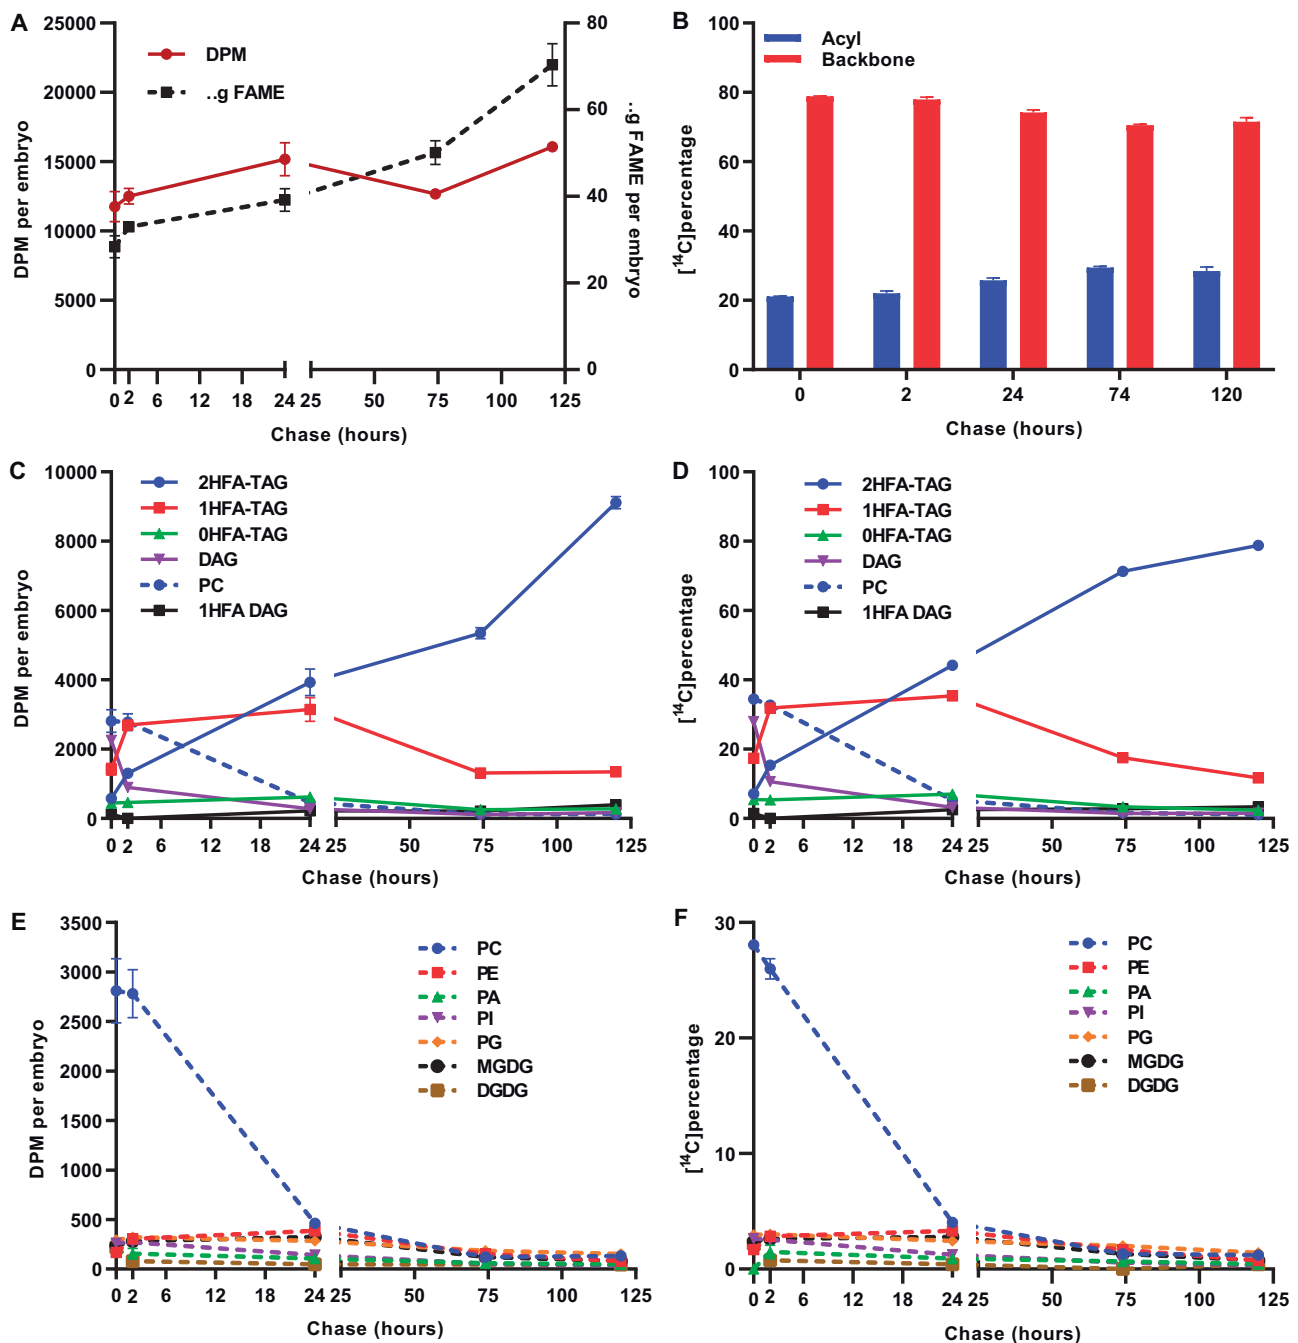 A
25000
20000
15000
10000
5000
0
DPM per embryo
DPM
..g FAME
80
60
40
20
0
..g FAME per embryo
0 2 6 12 18 24 25 50 75 100 125
Chase (hours)
B
100
80
60
40
20
0
[14C]percentage
Acyl
Backbone
0 2 24 74 120
Chase (hours)
C
10000
8000
6000
4000
2000
0
DPM per embryo
2HFA-TAG
1HFA-TAG
0HFA-TAG
DAG
PC
1HFA DAG
0 2 6 12 18 24 25 50 75 100 125
Chase (hours)
D
100
80
60
40
20
0
[14C]percentage
2HFA-TAG
1HFA-TAG
0HFA-TAG
DAG
PC
1HFA DAG
0 2 6 12 18 24 25 50 75 100 125
Chase (hours)
E
3500
3000
2500
2000
1500
1000
500
0
DPM per embryo
PC
PE
PA
PI
PG
MGDG
DGDG
0 2 6 12 18 24 25 50 75 100 125
Chase (hours)
F
30
20
10
0
[14C]percentage
PC
PE
PA
PI
PG
MGDG
DGDG
0 2 6 12 18 24 25 50 75 100 125
Chase (hours)